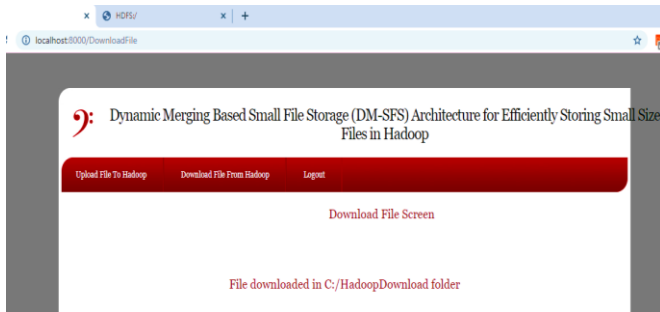 HDFS:/
localhost:8000/DownloadFile
Dynamic Merging Based Small File Storage (DM-SFS) Architecture for Efficiently Storing Small Size
Files in Hadoop
Upload File To Hadoop Download File From Hadoop Logout
Download File Screen
File downloaded in C:/HadoopDownload folder